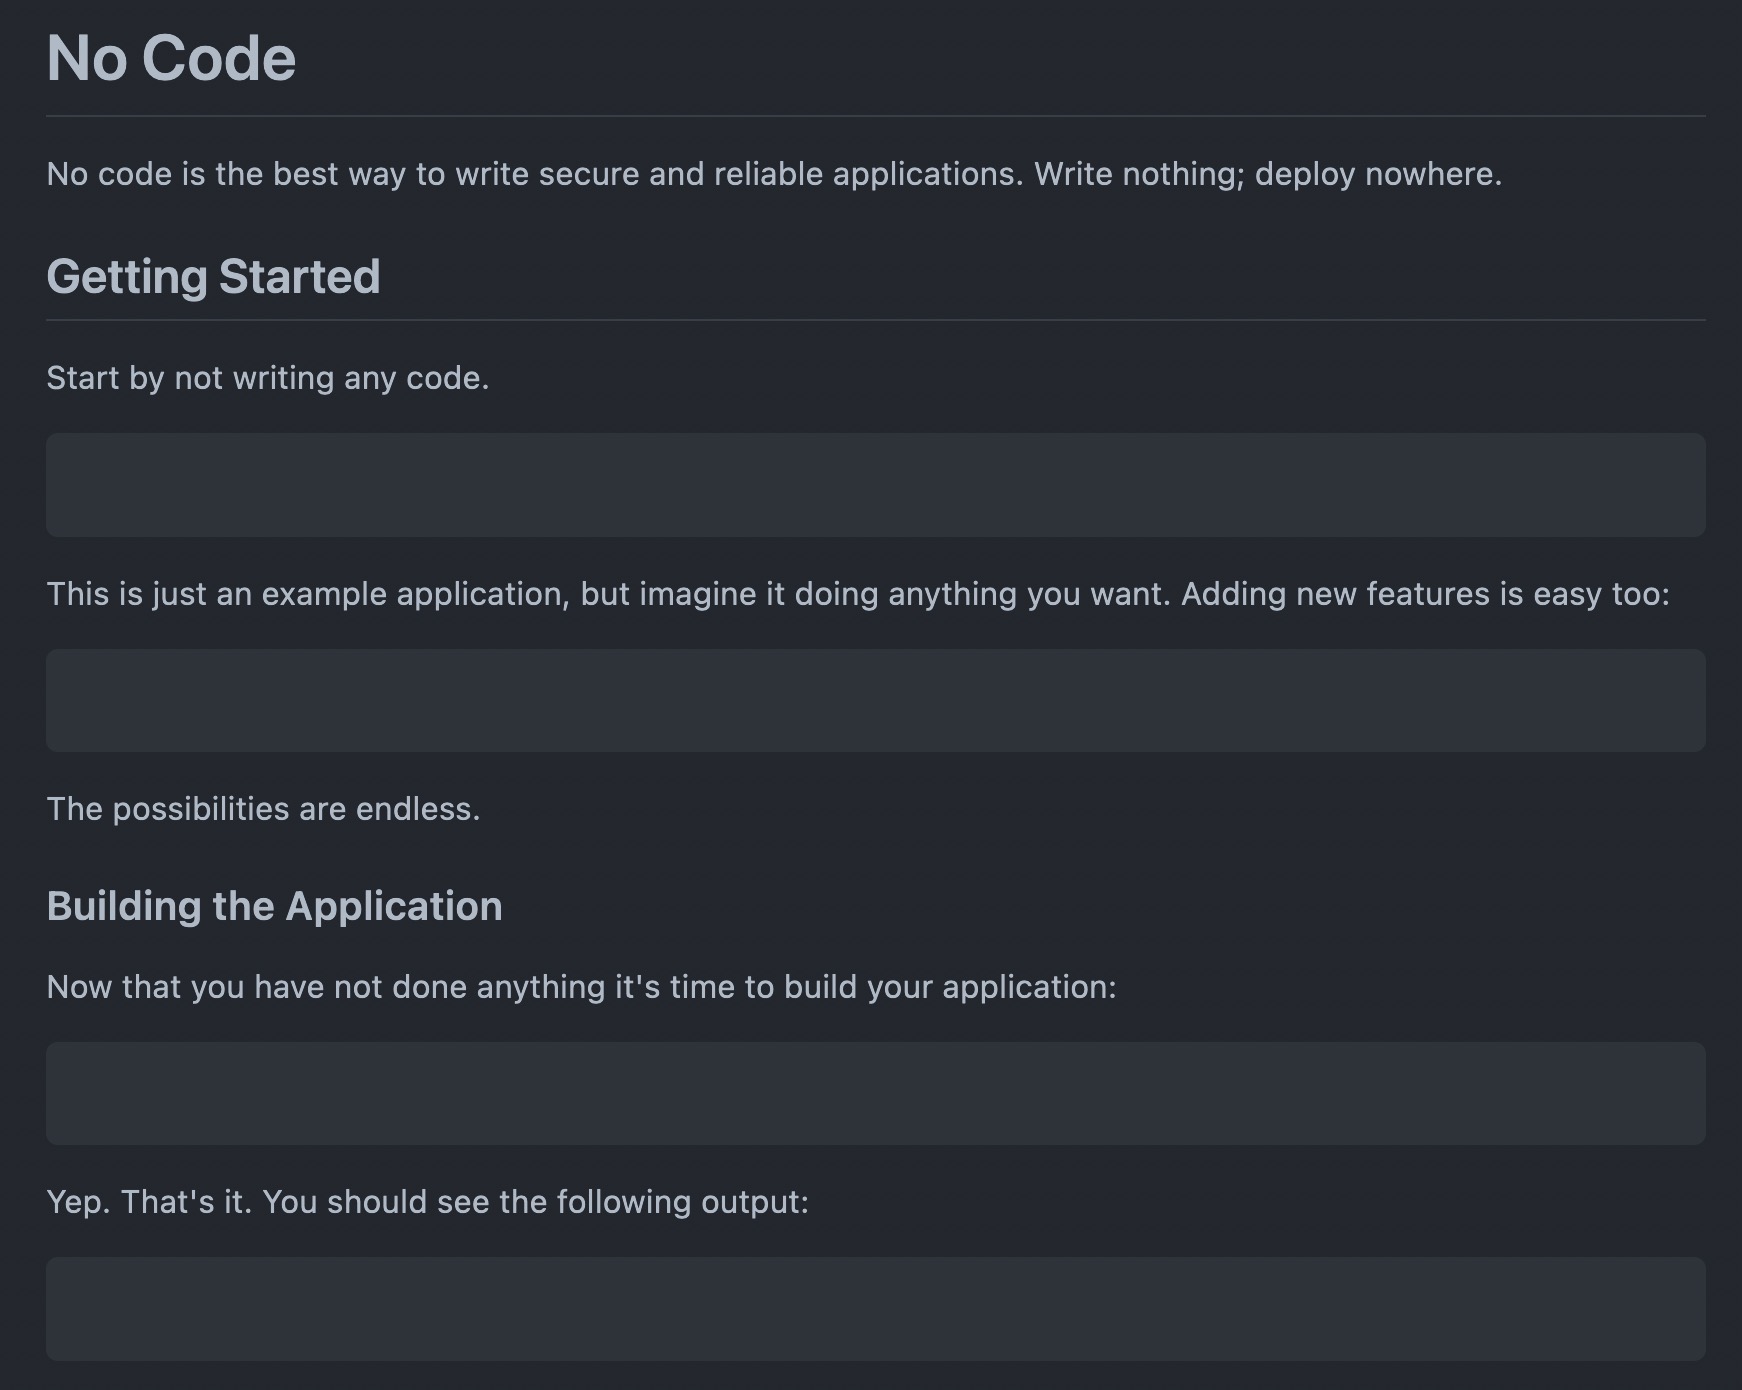 No Code
No code is the best way to write secure and reliable applications. Write nothing; deploy nowhere.
Getting Started
Start by not writing any code.
This is just an example application, but imagine it doing anything you want. Adding new features is easy too:
The possibilities are endless.
Building the Application
Now that you have not done anything it's time to build your application:
Yep. That's it. You should see the following output: